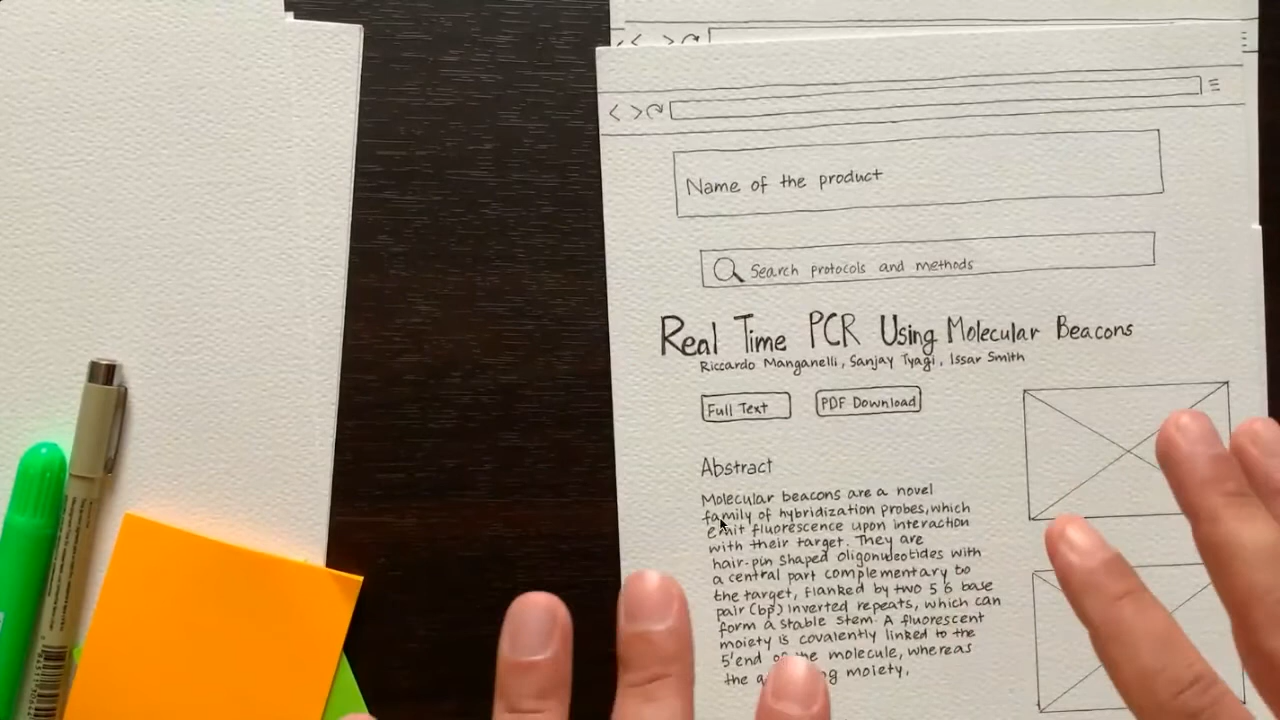 Name of the product
Search protocols and methods
Real Time PCR Using Molecular Beacons
Riccardo Manganelli, Sanjay Tyagi, Issar Smith
Full Text
PDF Download
Abstract
Molecular beacons are a novel
family of hybridization probes, which
emit fluorescence upon interaction
with their target. They are
hair-pin shaped oligonucleotides with
a central part complementary to
the target, flanked by two 5 6 base
pair (bp) inverted repeats, which can
form a stable stem. A fluorescent
moiety is covalently linked to the
5'end of the molecule, whereas
the moiety.